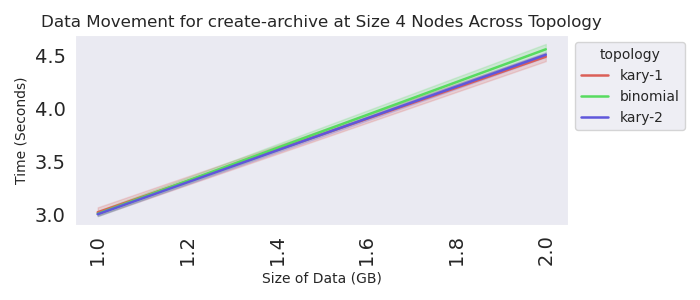 Data Movement for create-archive at Size 4 Nodes Across Topology
Time (Seconds)
4.5
4.0
3.5
3.0
1.0
1.2
1.4
1.6
1.8
2.0
Size of Data (GB)
topology
kary-1
binomial
kary-2